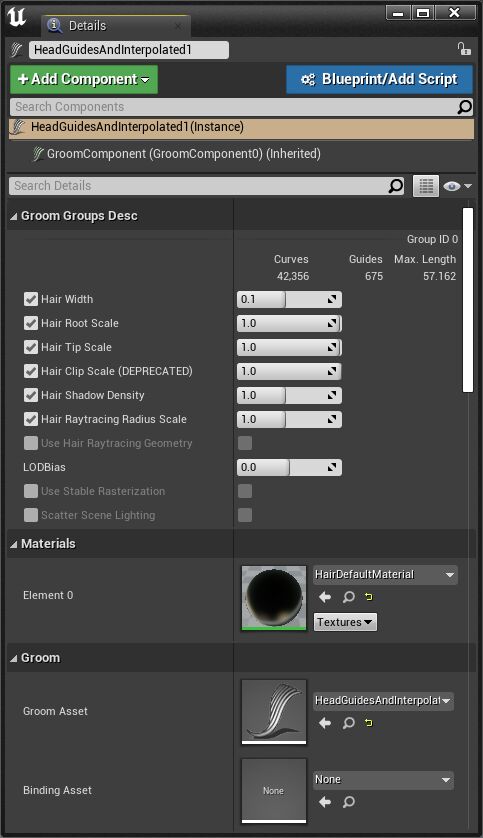 Details
HeadGuidesAndInterpolated1
+Add Component
Blueprint/Add Script
Search Components
HeadGuidesAndInterpolated1(Instance)
GroomComponent (GroomComponent0) (Inherited)
Search Details
Groom Groups Desc
Group ID 0
Curves Guides Max. Length
42,356 675 57.162
Hair Width 0.1
Hair Root Scale 1.0
Hair Tip Scale 1.0
Hair Clip Scale (DEPRECATED) 1.0
Hair Shadow Density 1.0
Hair Raytracing Radius Scale 1.0
Use Hair Raytracing Geometry
LODBias 0.0
Use Stable Rasterization
Scatter Scene Lighting
Materials
HairDefaultMaterial
Element 0
Textures
Groom
HeadGuidesAndInterpolat
Groom Asset
None
Binding Asset None